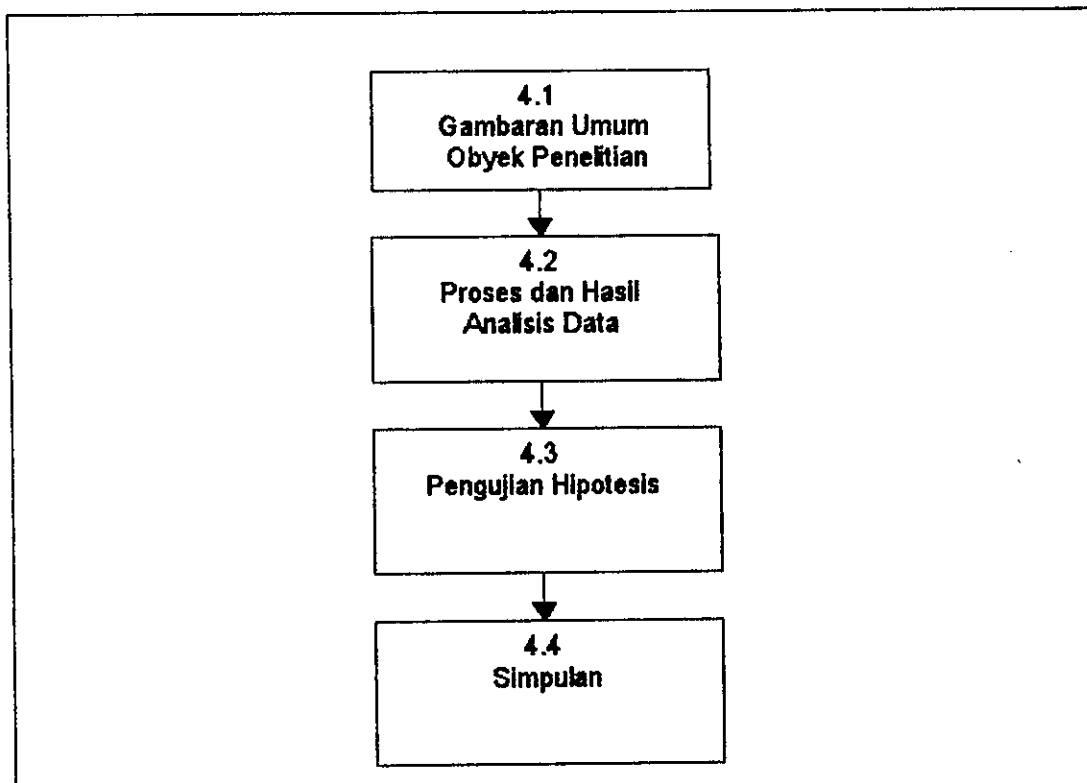 4.1
Gambaran Umum
Obyek Penelitian
4.2
Proses dan Hasil
Analisis Data
4.3
Pengujian Hipotesis
4.4
Simpulan